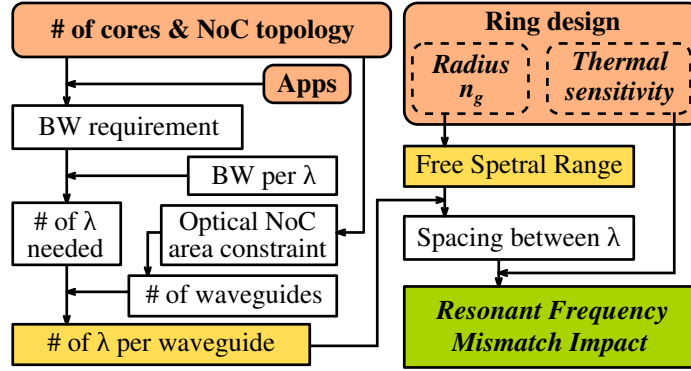 # of cores & NoC topology
Apps
BW requirement
BW per λ
# of λ
needed
Optical NoC
area constraint
# of waveguides
# of λ per waveguide
Ring design
Radius
n_g
Thermal
sensitivity
Free Spetral Range
Spacing between λ
Resonant Frequency
Mismatch Impact